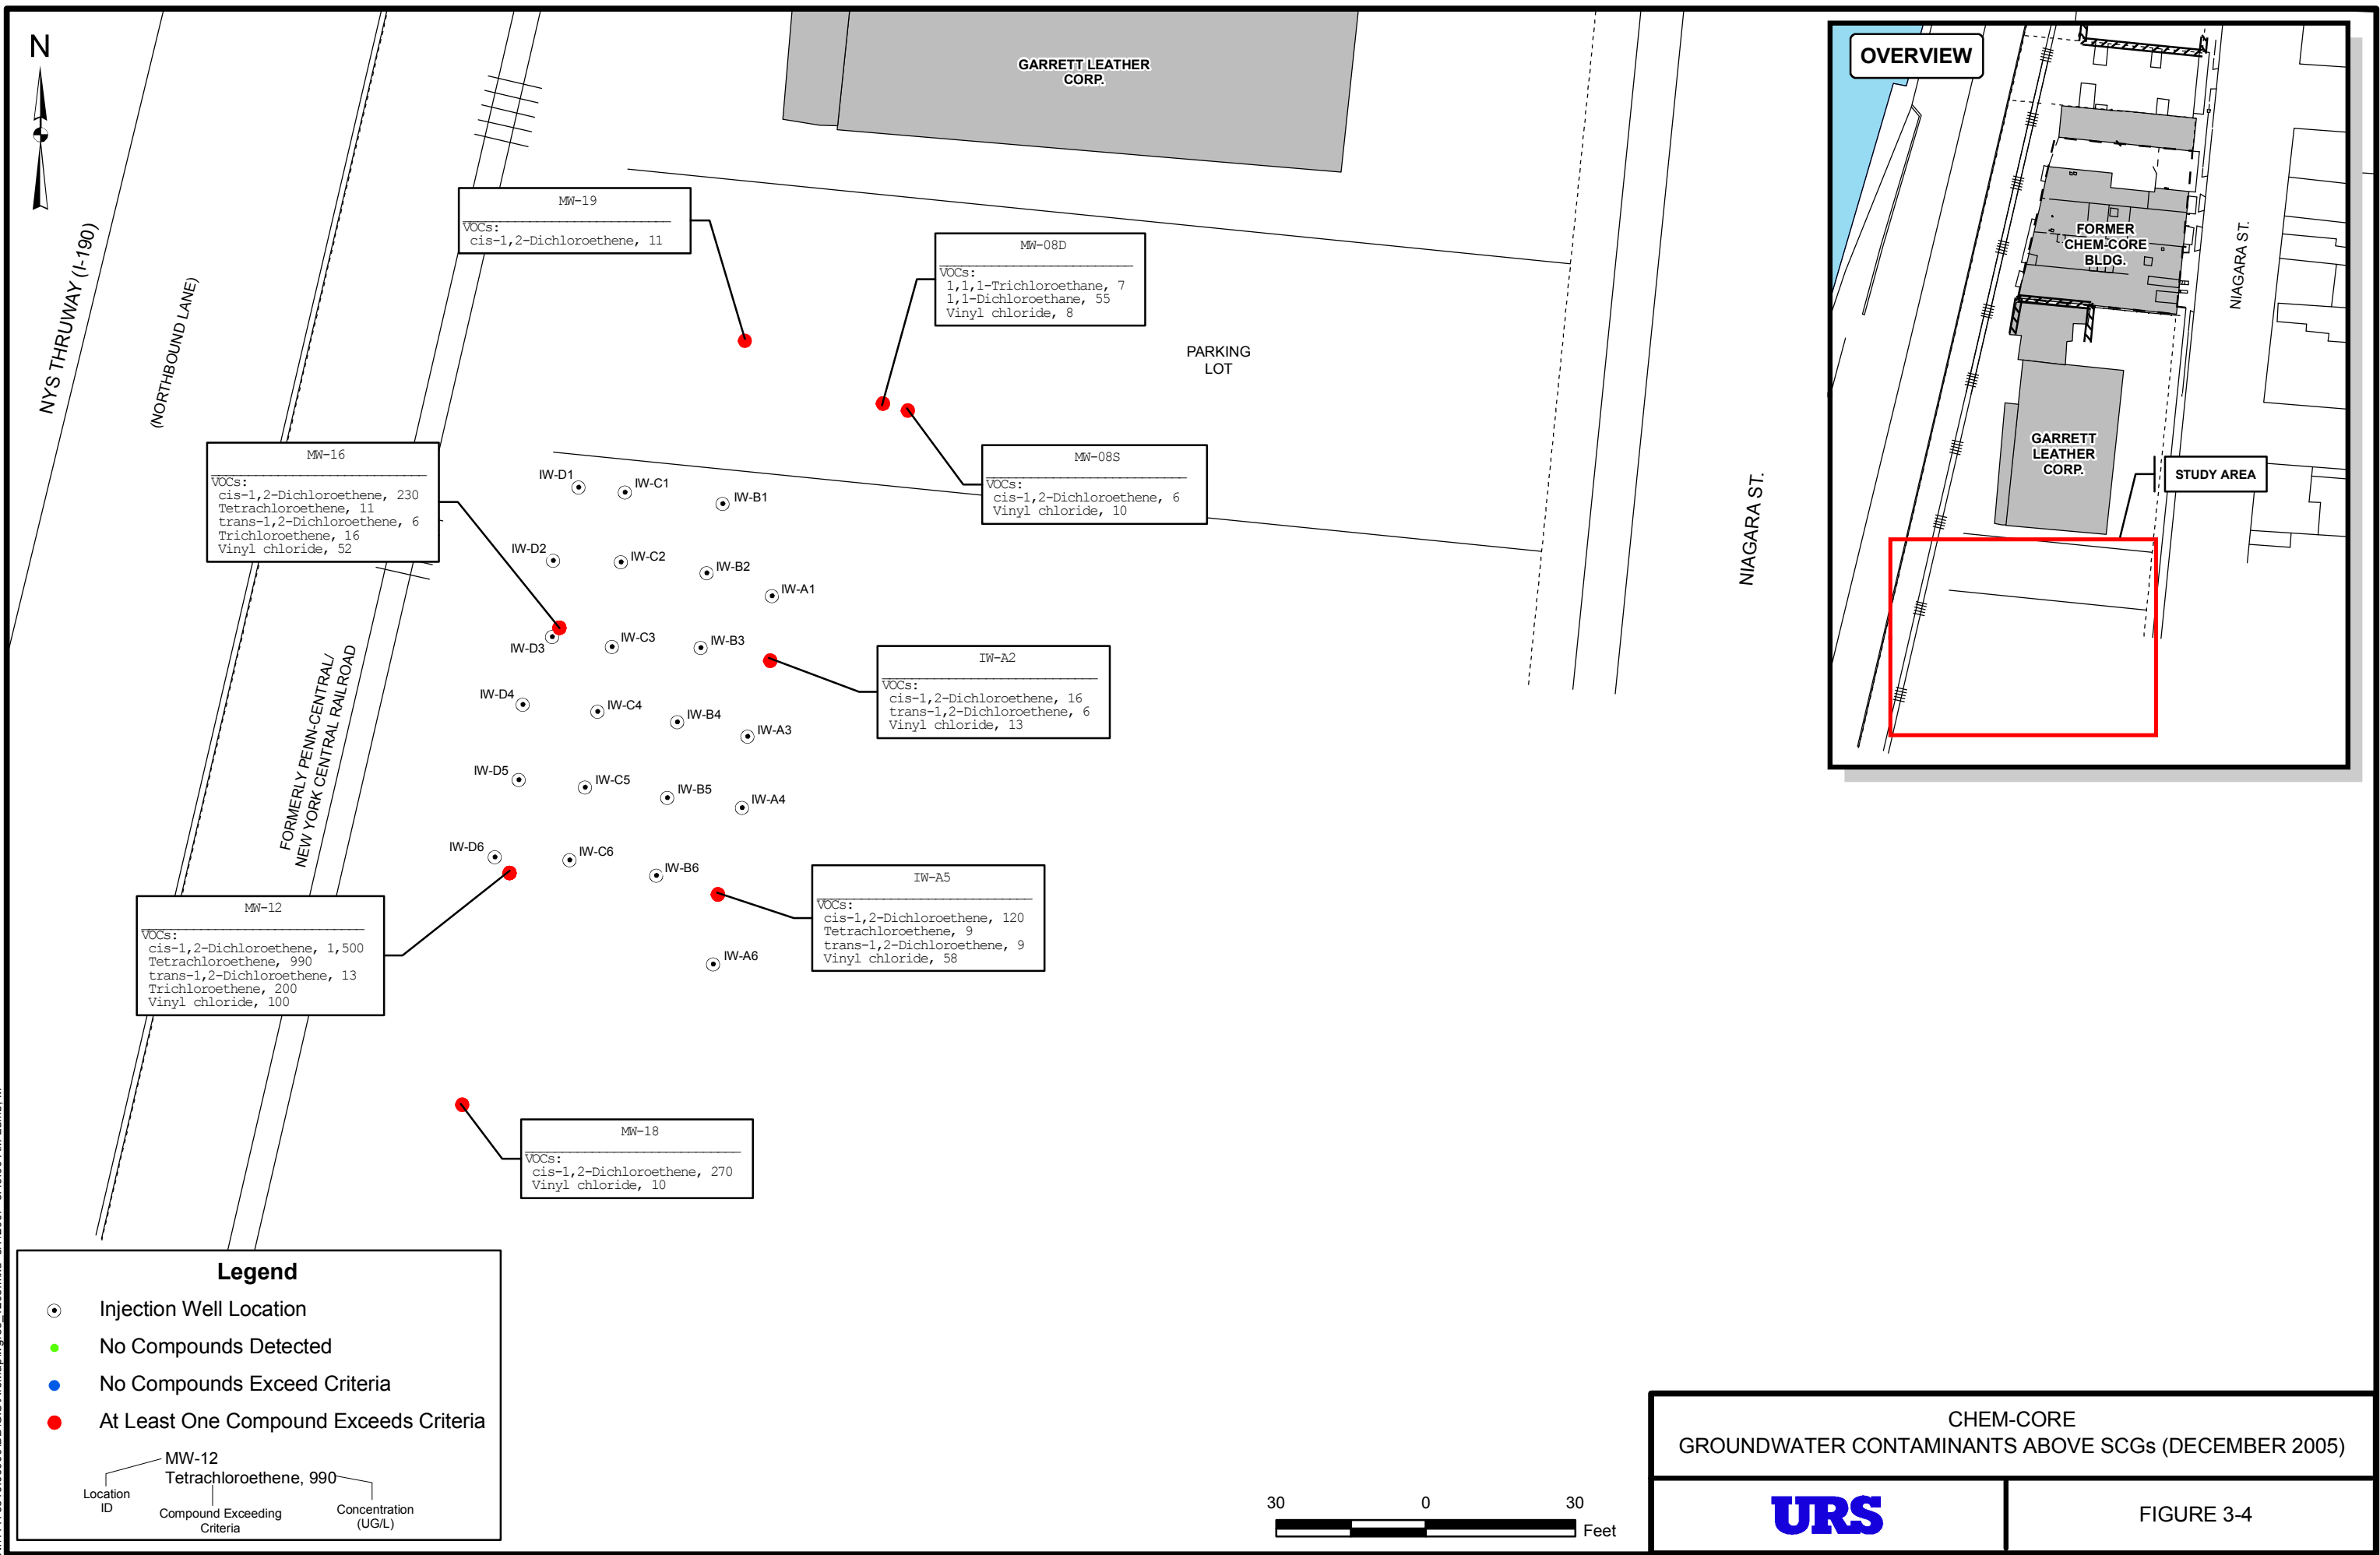 N
GARRETT LEATHER
CORP.
NYS THRUWAY (I-190)
(NORTHBOUND LANE)
FORMERLY PENN-CENTRAL/
NEW YORK CENTRAL RAILROAD
PARKING
LOT
NIAGARA ST.
MW-19
VOCs:
cis-1,2-Dichloroethene, 11
MW-08D
VOCs:
1,1,1-Trichloroethane, 7
1,1-Dichloroethane, 55
Vinyl chloride, 8
MW-08S
VOCs:
cis-1,2-Dichloroethene, 6
Vinyl chloride, 10
MW-16
VOCs:
cis-1,2-Dichloroethene, 230
Tetrachloroethene, 11
trans-1,2-Dichloroethene, 6
Trichloroethene, 16
Vinyl chloride, 52
IW-D1
IW-C1
IW-B1
IW-D2
IW-C2
IW-B2
IW-A1
IW-D3
IW-C3
IW-B3
IW-A2
VOCs:
cis-1,2-Dichloroethene, 16
trans-1,2-Dichloroethene, 6
Vinyl chloride, 13
IW-D4
IW-C4
IW-B4
IW-A3
IW-D5
IW-C5
IW-B5
IW-A4
IW-D6
IW-C6
IW-B6
IW-A6
IW-A5
VOCs:
cis-1,2-Dichloroethene, 120
Tetrachloroethene, 9
trans-1,2-Dichloroethene, 9
Vinyl chloride, 58
MW-12
VOCs:
cis-1,2-Dichloroethene, 1,500
Tetrachloroethene, 990
trans-1,2-Dichloroethene, 13
Trichloroethene, 200
Vinyl chloride, 100
MW-18
VOCs:
cis-1,2-Dichloroethene, 270
Vinyl chloride, 10
OVERVIEW
FORMER
CHEM-CORE
BLDG.
NIAGARA ST.
GARRETT
LEATHER
CORP.
STUDY AREA
Legend
Injection Well Location
No Compounds Detected
No Compounds Exceed Criteria
At Least One Compound Exceeds Criteria
MW-12
Tetrachloroethene, 990
Location
ID
Compound Exceeding
Criteria
Concentration
(UG/L)
30 0 30
Feet
CHEM-CORE
GROUNDWATER CONTAMINANTS ABOVE SCGs (DECEMBER 2005)
URS
FIGURE 3-4